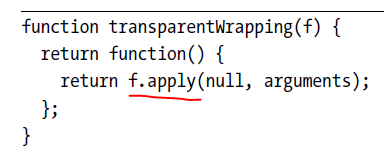 function transparentWrapping(f) {
  return function() {
    return f.apply(null, arguments);
  };
}